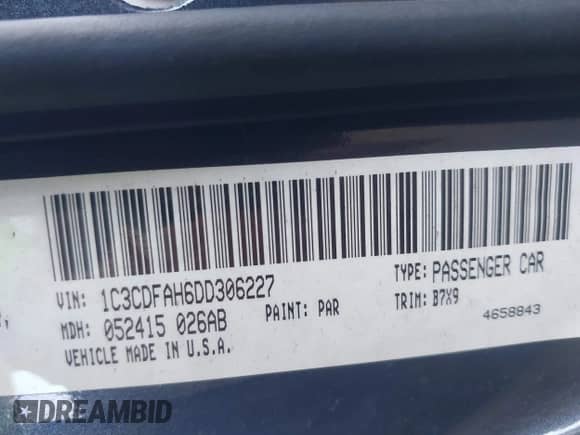 VIN: 1C3CDFAH6DD306227
TYPE: PASSENGER CAR
MDH: 052415 026AB
PAINT: PAR
TRIM: B7X9
VEHICLE MADE IN U.S.A.
4658843
DREAMBID